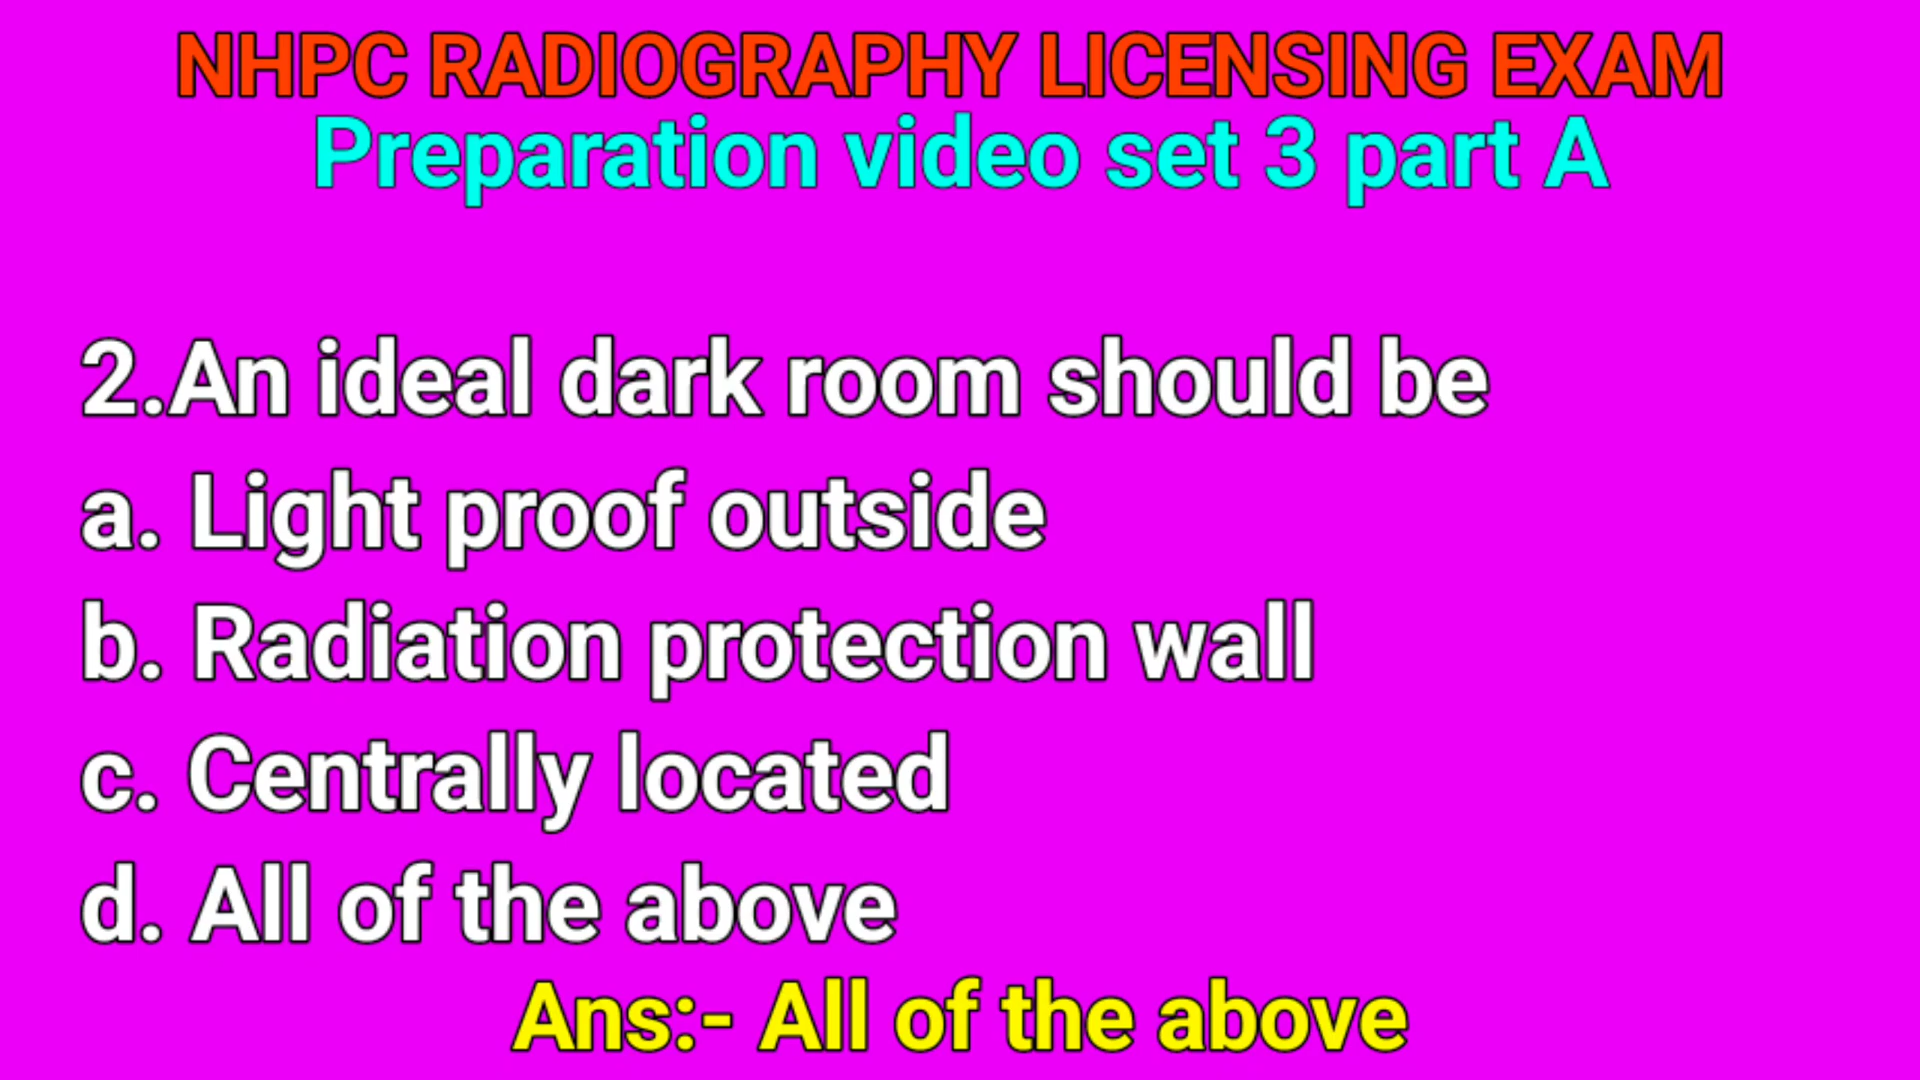 NHPC RADIOGRAPHY LICENSING EXAM
Preparation video set 3 part A
2.An ideal dark room should be
a. Light proof outside
b. Radiation protection wall
c. Centrally located
d. All of the above
Ans:- All of the above